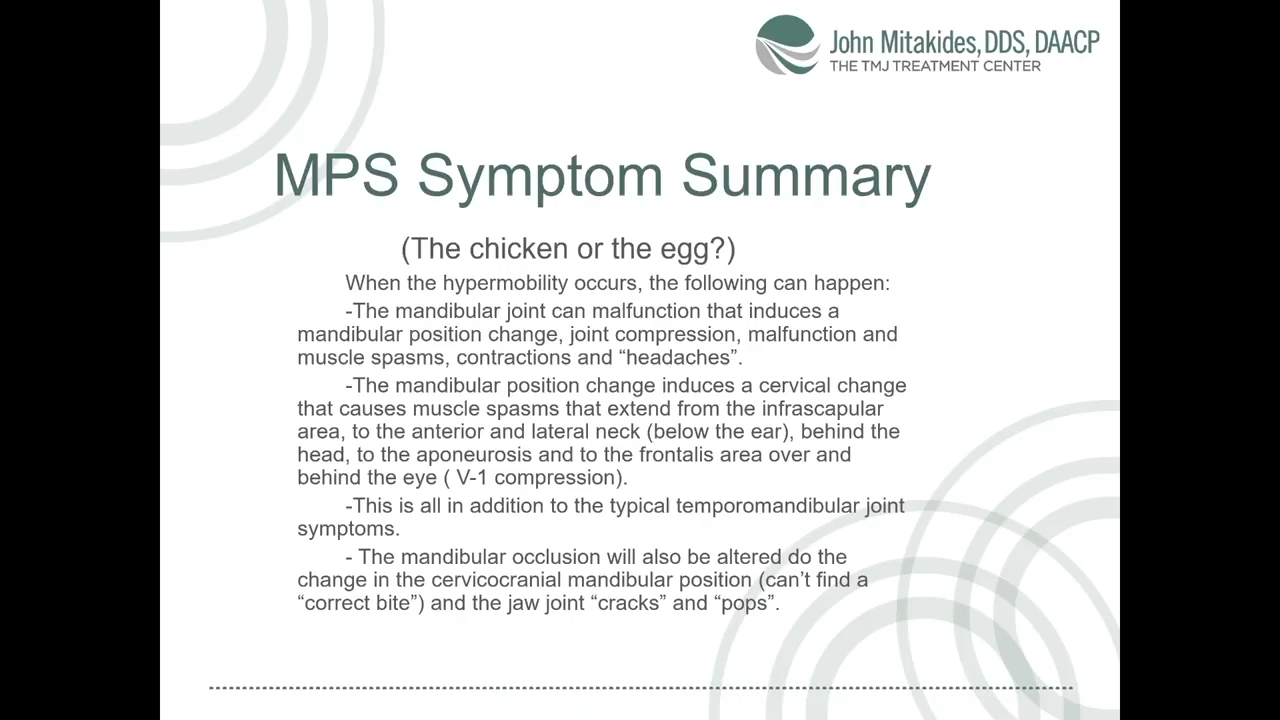 John Mitakides, DDS, DAACP
THE TMJ TREATMENT CENTER
MPS Symptom Summary
(The chicken or the egg?)
When the hypermobility occurs, the following can happen:
-The mandibular joint can malfunction that induces a
mandibular position change, joint compression, malfunction and
muscle spasms, contractions and “headaches”.
-The mandibular position change induces a cervical change
that causes muscle spasms that extend from the infrascapular
area, to the anterior and lateral neck (below the ear), behind the
head, to the aponeurosis and to the frontalis area over and
behind the eye ( V-1 compression).
-This is all in addition to the typical temporomandibular joint
symptoms.
- The mandibular occlusion will also be altered do the
change in the cervicocranial mandibular position (can’t find a
“correct bite”) and the jaw joint “cracks” and “pops”.